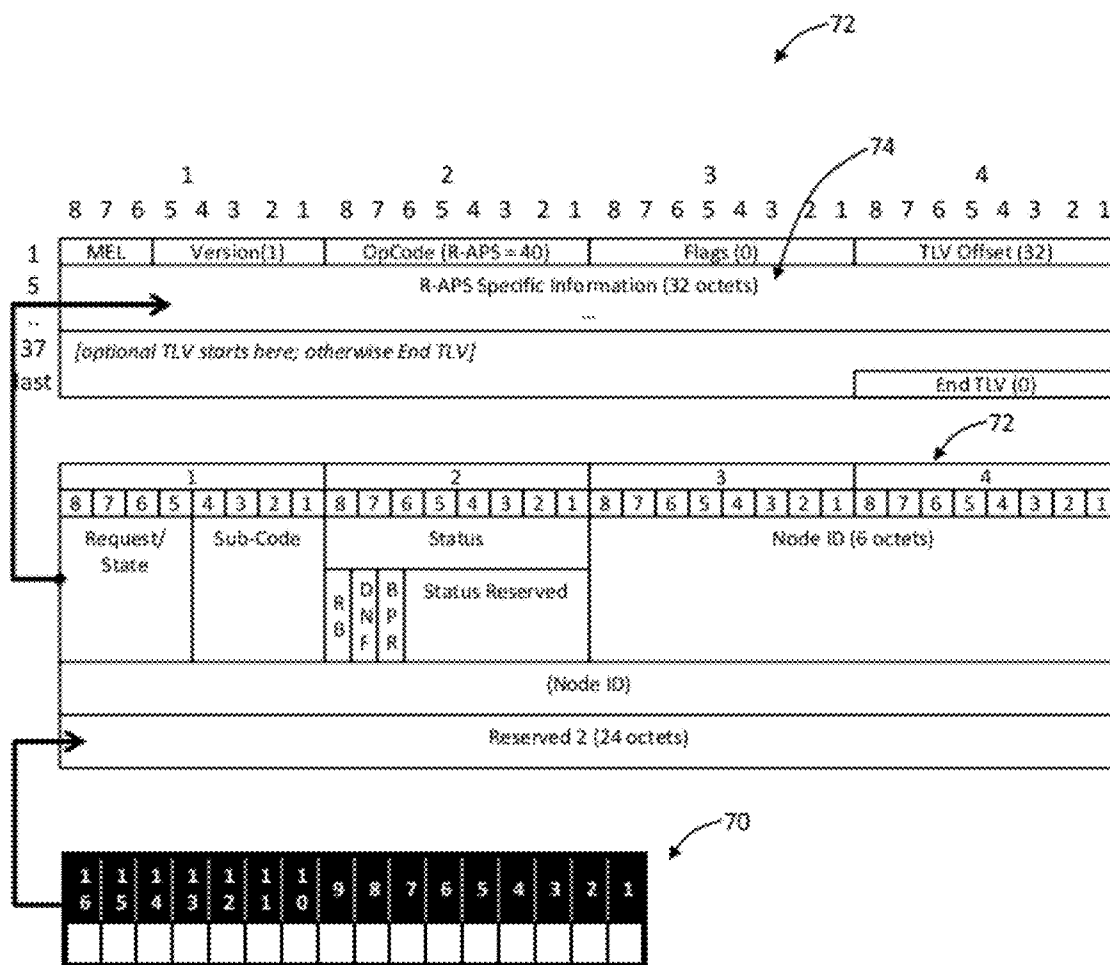 72
74
1 2 3 4
8 7 6 5 4 3 2 1 8 7 6 5 4 3 2 1 8 7 6 5 4 3 2 1 8 7 6 5 4 3 2 1
1 MEL Version(1) OpCode (R-APS = 40) Flags (0) TLV Offset (32)
5 R-APS Specific Information (32 octets)
.. ...
37 [optional TLV starts here; otherwise End TLV]
last End TLV (0)
72
1 2 3 4
8 7 6 5 4 3 2 1 8 7 6 5 4 3 2 1 8 7 6 5 4 3 2 1 8 7 6 5 4 3 2 1
Request/ Sub-Code Status Node ID (6 octets)
State
RB DNF BPR Status Reserved
(Node ID)
Reserved 2 (24 octets)
70
16 15 14 13 12 11 10 9 8 7 6 5 4 3 2 1